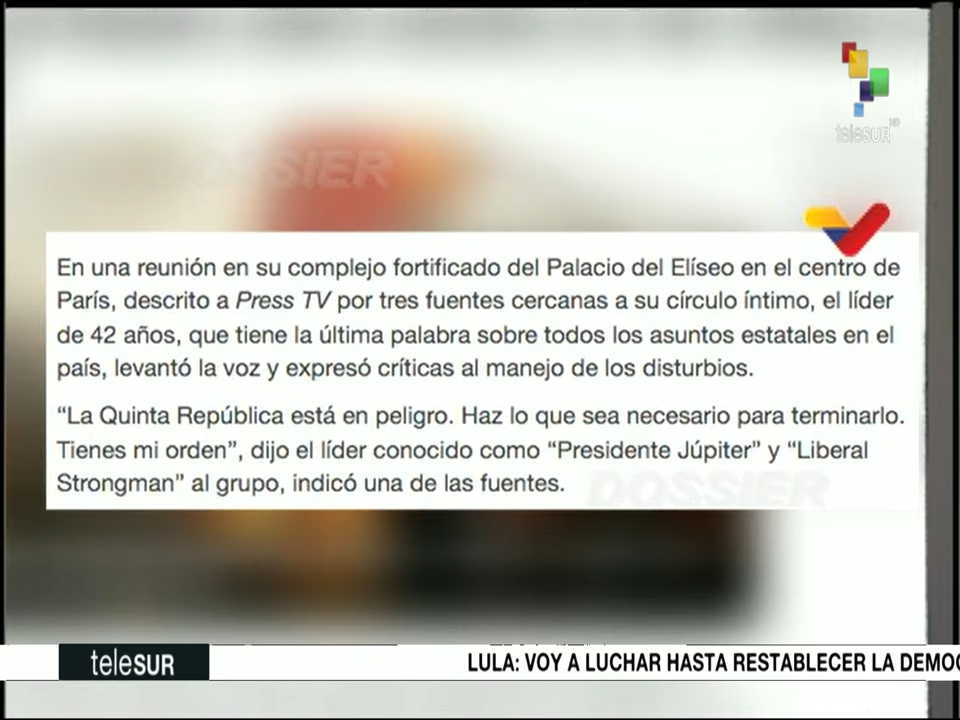 DOSSIER
teleSUR HD
En una reunión en su complejo fortificado del Palacio del Elíseo en el centro de
París, descrito a Press TV por tres fuentes cercanas a su círculo íntimo, el líder
de 42 años, que tiene la última palabra sobre todos los asuntos estatales en el
país, levantó la voz y expresó críticas al manejo de los disturbios.
“La Quinta República está en peligro. Haz lo que sea necesario para terminarlo.
Tienes mi orden”, dijo el líder conocido como “Presidente Júpiter” y “Liberal
Strongman” al grupo, indicó una de las fuentes.
DOSSIER
teleSUR
LULA: VOY A LUCHAR HASTA RESTABLECER LA DEMOC